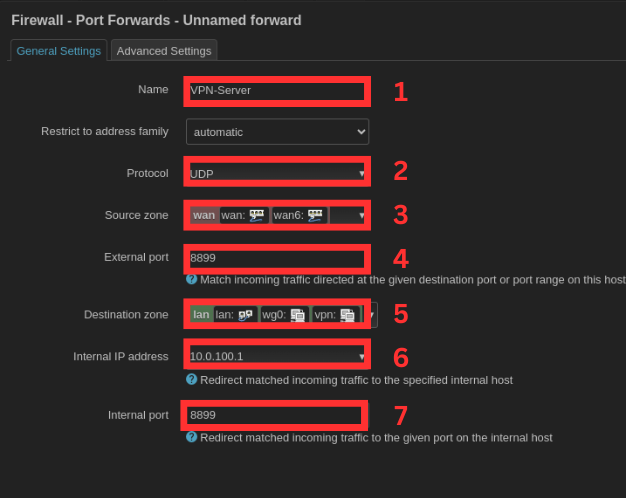 Firewall - Port Forwards - Unnamed forward
General Settings Advanced Settings
Name VPN-Server 1
Restrict to address family automatic
Protocol UDP 2
Source zone wan wan: wan6: 3
External port 8899 4
Match incoming traffic directed at the given destination port or port range on this host
Destination zone lan lan: wg0: vpn: 5
Internal IP address 10.0.100.1 6
Redirect matched incoming traffic to the specified internal host
Internal port 8899 7
Redirect matched incoming traffic to the given port on the internal host